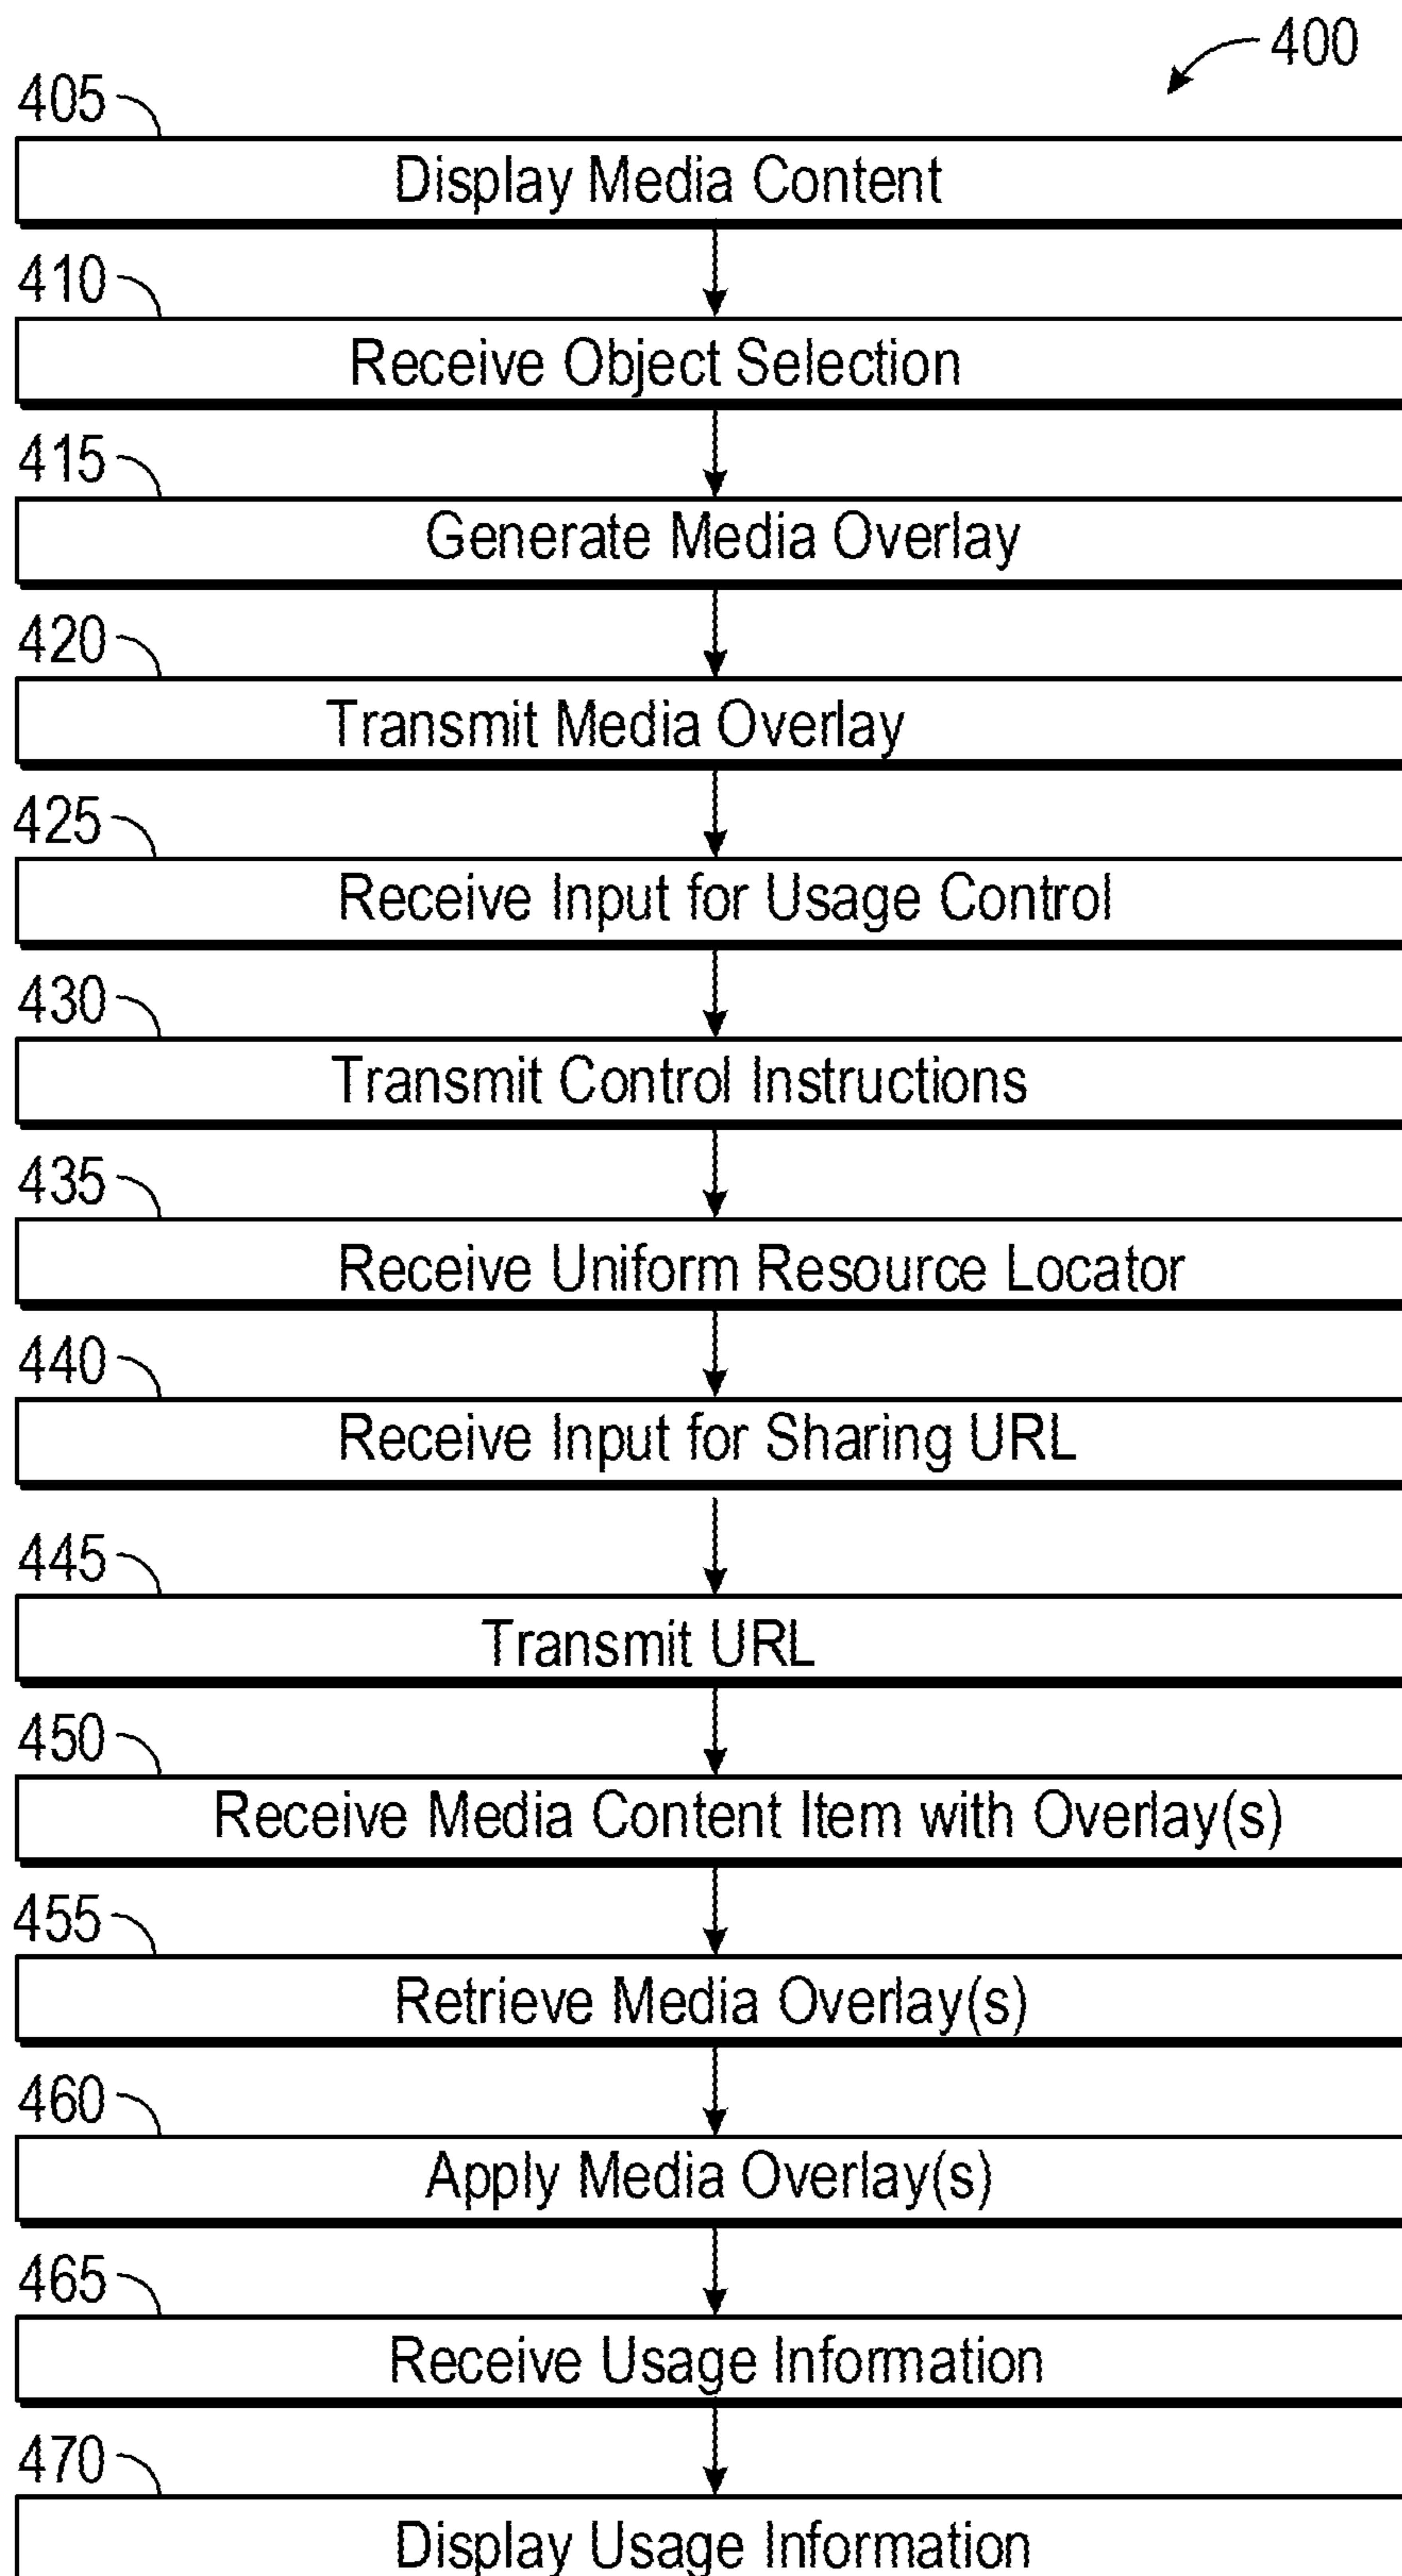 400
405
Display Media Content
410
Receive Object Selection
415
Generate Media Overlay
420
Transmit Media Overlay
425
Receive Input for Usage Control
430
Transmit Control Instructions
435
Receive Uniform Resource Locator
440
Receive Input for Sharing URL
445
Transmit URL
450
Receive Media Content Item with Overlay(s)
455
Retrieve Media Overlay(s)
460
Apply Media Overlay(s)
465
Receive Usage Information
470
Display Usage Information